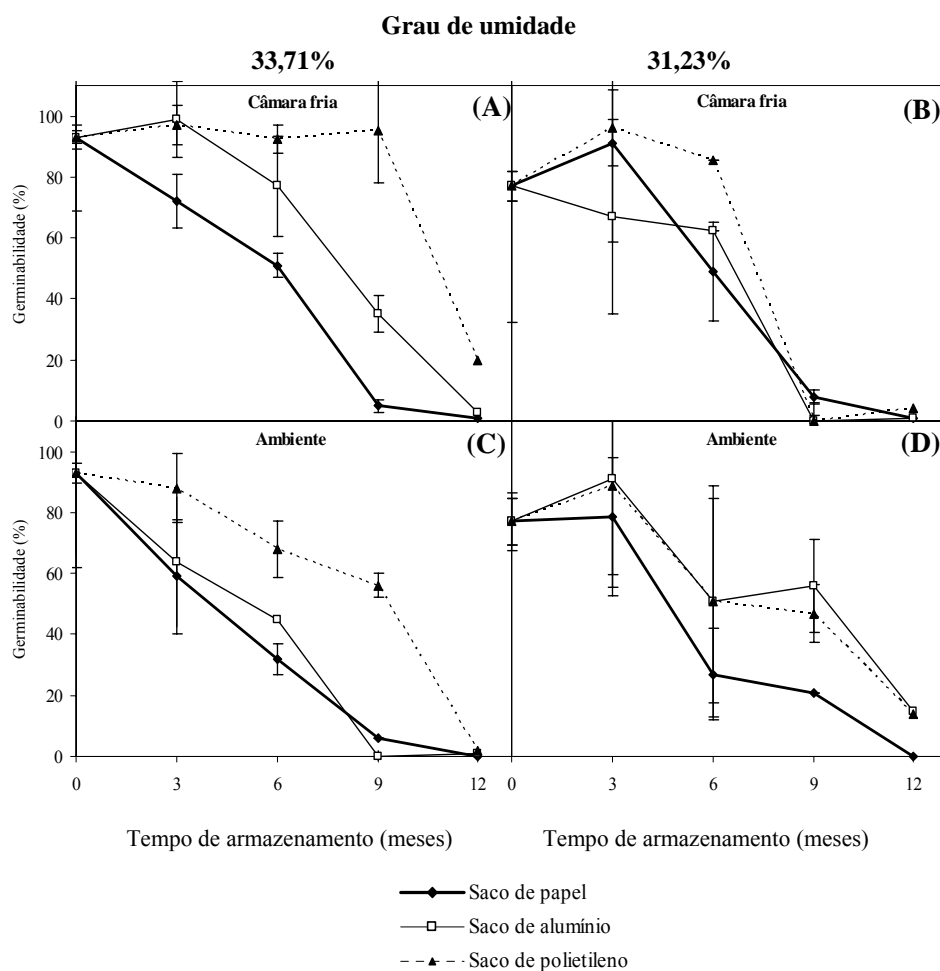 Grau de umidade
33,71%
31,23%
Câmara fria
(A)
Câmara fria
(B)
Germinabilidade (%)
100
80
60
40
20
0
Ambiente
(C)
Ambiente
(D)
Germinabilidade (%)
100
80
60
40
20
0
0 3 6 9 12
0 3 6 9 12
Tempo de armazenamento (meses)
Tempo de armazenamento (meses)
Saco de papel
Saco de alumínio
Saco de polietileno